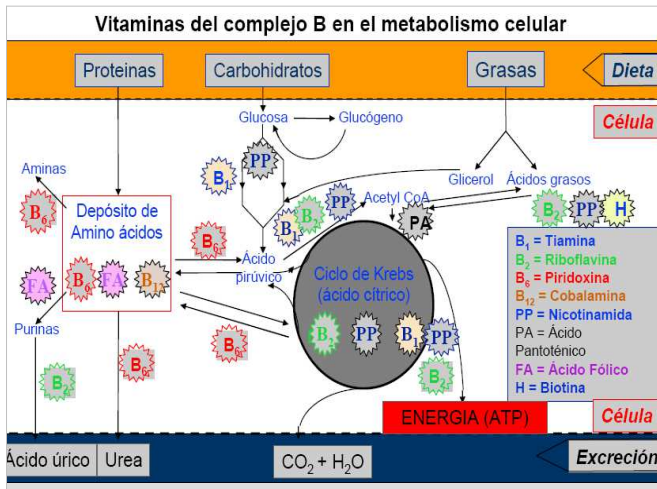 Vitaminas del complejo B en el metabolismo celular
Proteinas
Carbohidratos
Grasas
Dieta
Glucosa
Glucógeno
Célula
Aminas
B1
PP
Glicerol
Ácidos grasos
B6
Depósito de
Amino ácidos
Acetyl CoA
B2
PP
H
B6
B1
B2
PP
PA
FA
B6
FA
B12
Ácido
pirúvico
Ciclo de Krebs
(ácido cítrico)
B1 = Tiamina
B2 = Riboflavina
B6 = Piridoxina
B12 = Cobalamina
PP = Nicotinamida
PA = Ácido
Pantoténico
FA = Ácido Fólico
H = Biotina
Purinas
B6
B2
PP
B1
PP
B2
B6
B2
ENERGIA (ATP)
Célula
Ácido úrico
Urea
CO2 + H2O
Excreción